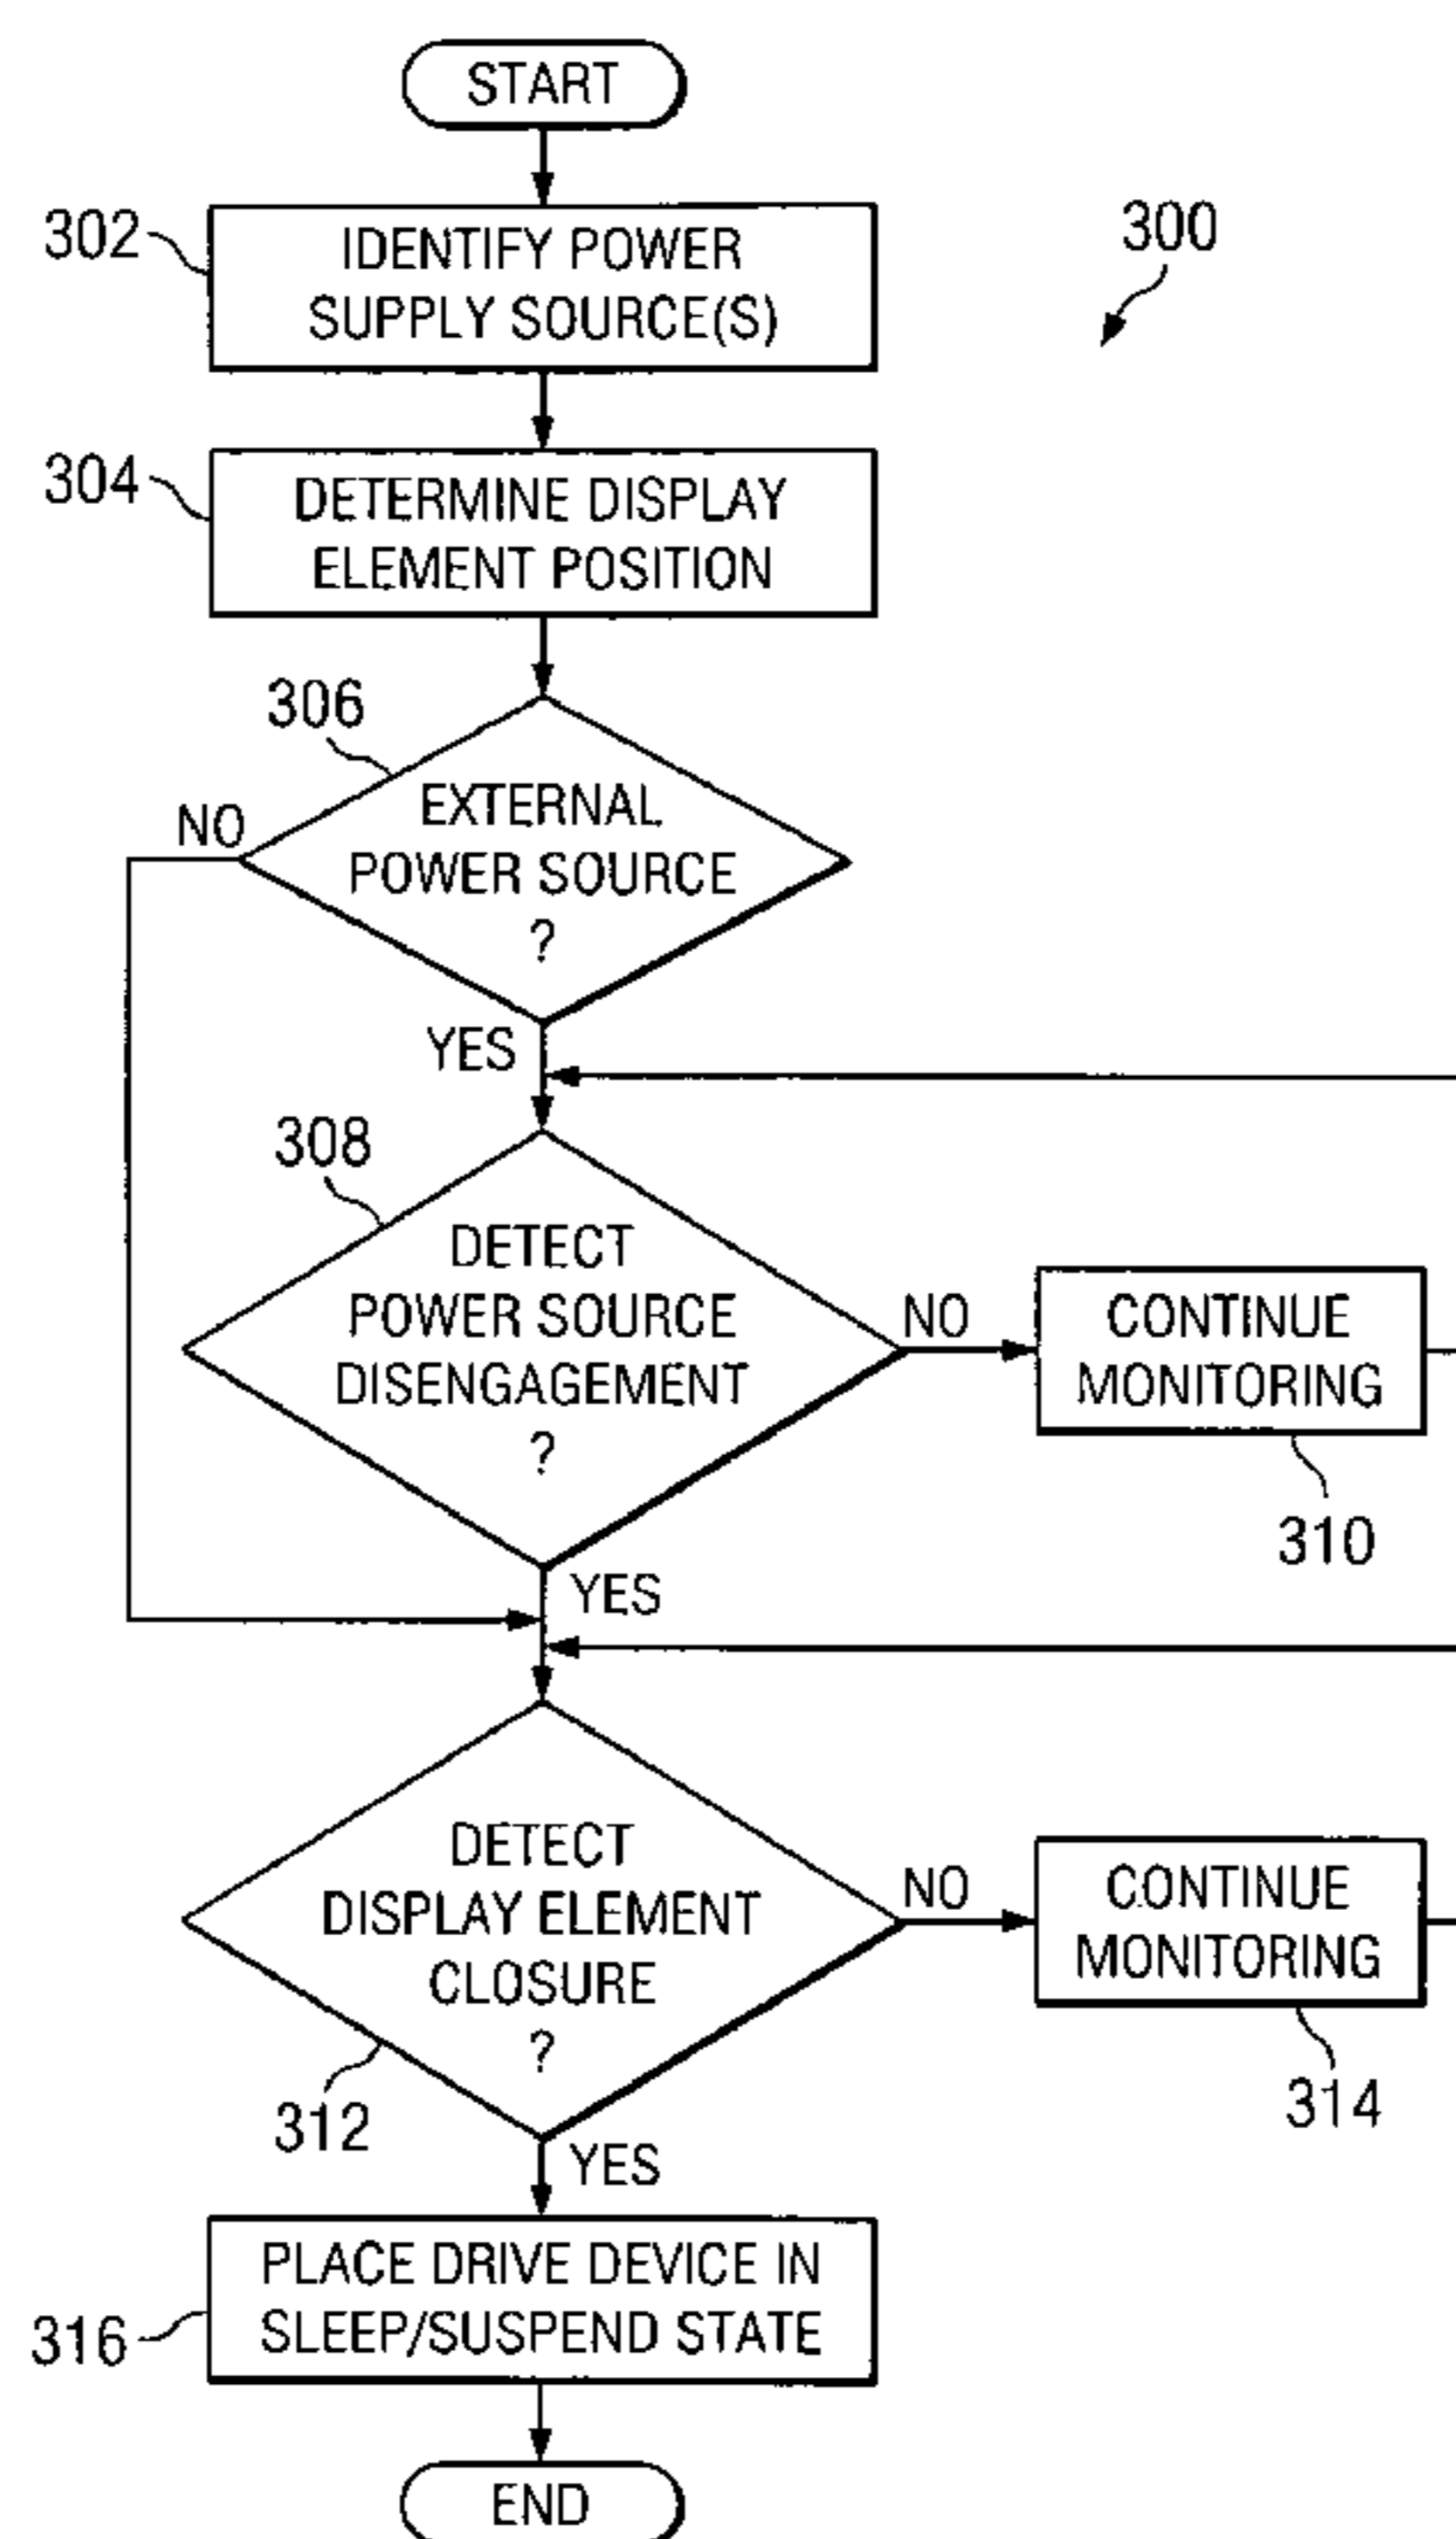 START
302
IDENTIFY POWER
SUPPLY SOURCE(S)
300
304
DETERMINE DISPLAY
ELEMENT POSITION
306
NO
EXTERNAL
POWER SOURCE
?
YES
308
DETECT
POWER SOURCE
DISENGAGEMENT
?
NO
CONTINUE
MONITORING
310
YES
DETECT
DISPLAY ELEMENT
CLOSURE
?
NO
CONTINUE
MONITORING
312
314
YES
316
PLACE DRIVE DEVICE IN
SLEEP/SUSPEND STATE
END